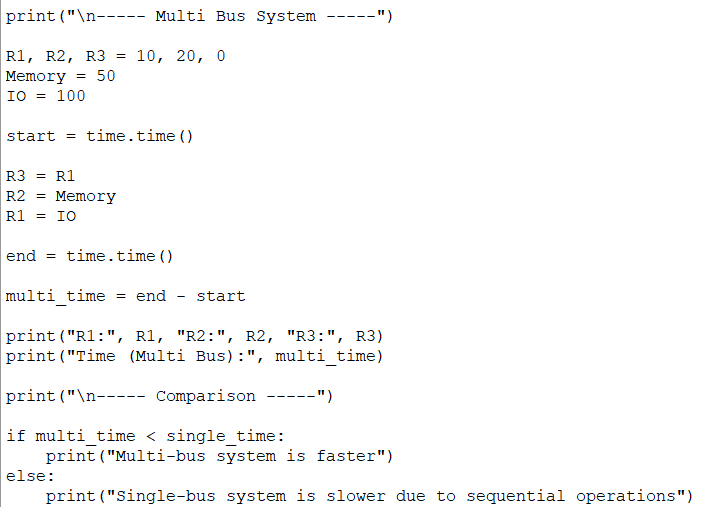 print("\n----- Multi Bus System -----")
R1, R2, R3 = 10, 20, 0
Memory = 50
IO = 100
start = time.time()
R3 = R1
R2 = Memory
R1 = IO
end = time.time()
multi_time = end - start
print("R1:", R1, "R2:", R2, "R3:", R3)
print("Time (Multi Bus):", multi_time)
print("\n----- Comparison -----")
if multi_time < single_time:
    print("Multi-bus system is faster")
else:
    print("Single-bus system is slower due to sequential operations")